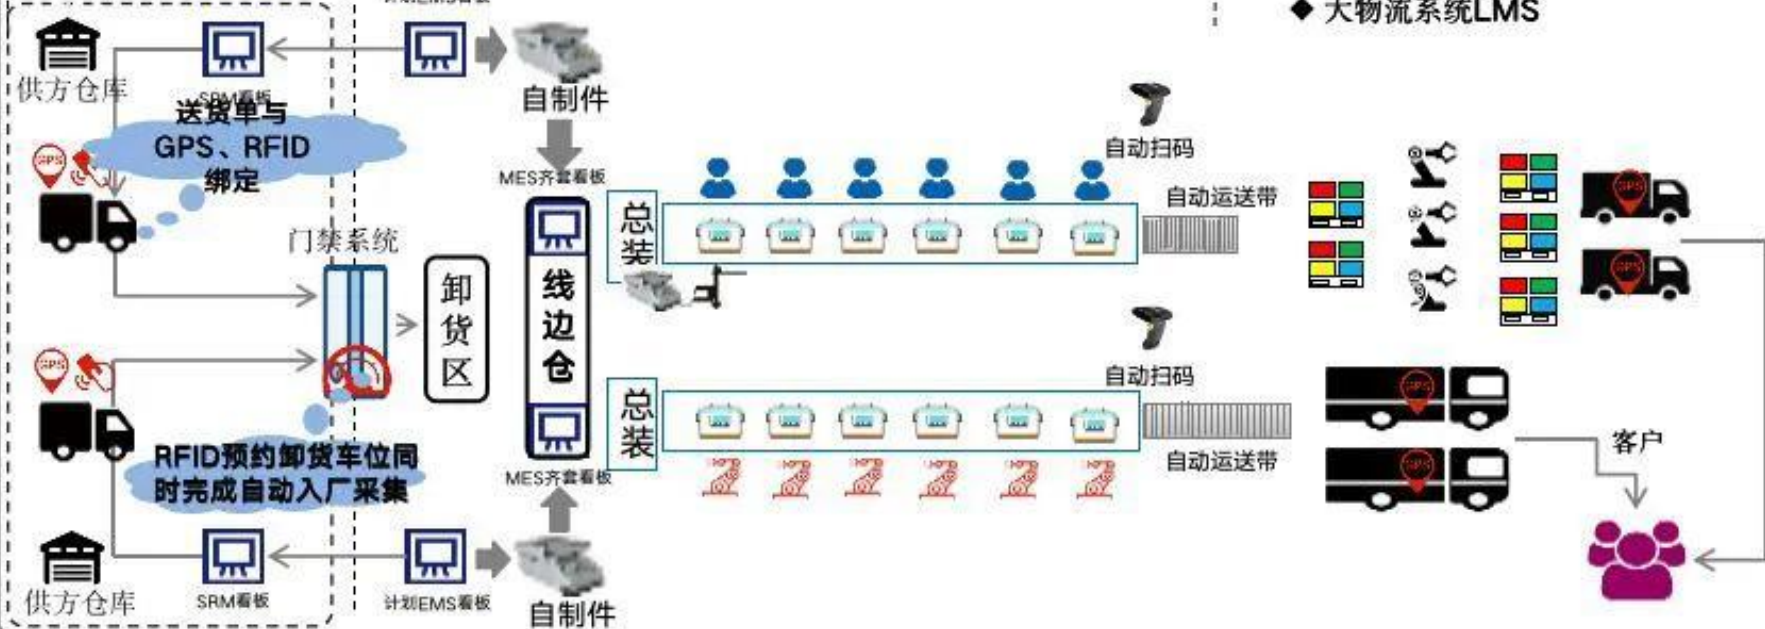 大物流系统LMS
供方仓库
SRM看板
自制件
送货单与
GPS、RFID
绑定
GPS
自动扫码
MES齐套看板
自动运送带
总装
GPS
GPS
门禁系统
卸货区
线边仓
自动扫码
GPS
总装
GPS
自动运送带
客户
RFID预约卸货车位同
时完成自动入厂采集
MES齐套看板
GPS
供方仓库
SRM看板
计划EMS看板
自制件